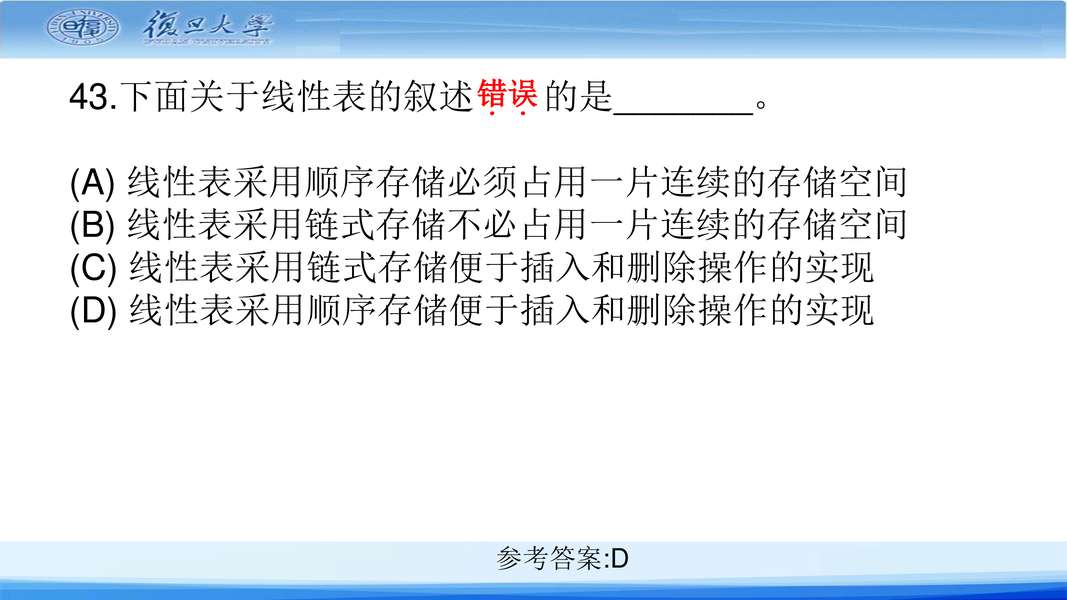 復旦大學
43.下面关于线性表的叙述错误的是_______。
(A) 线性表采用顺序存储必须占用一片连续的存储空间
(B) 线性表采用链式存储不必占用一片连续的存储空间
(C) 线性表采用链式存储便于插入和删除操作的实现
(D) 线性表采用顺序存储便于插入和删除操作的实现
参考答案:D